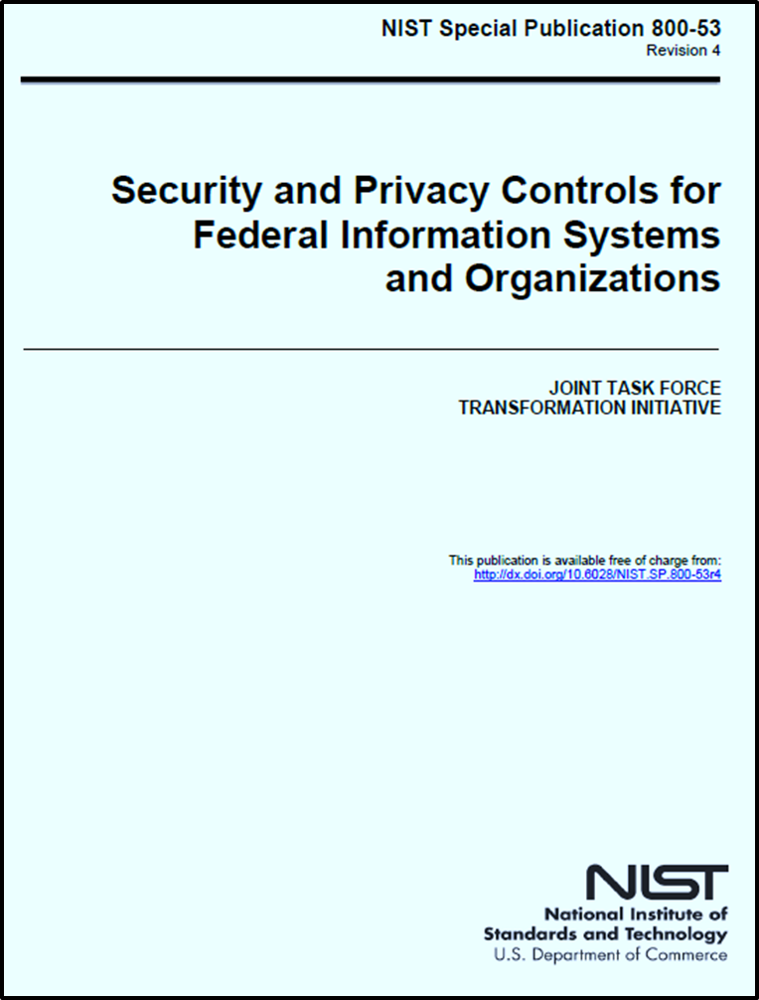 NIST Special Publication 800-53
Revision 4
Security and Privacy Controls for
Federal Information Systems
and Organizations
JOINT TASK FORCE
TRANSFORMATION INITIATIVE
This publication is available free of charge from:
http://dx.doi.org/10.6028/NIST.SP.800-53r4
NIST
National Institute of
Standards and Technology
U.S. Department of Commerce